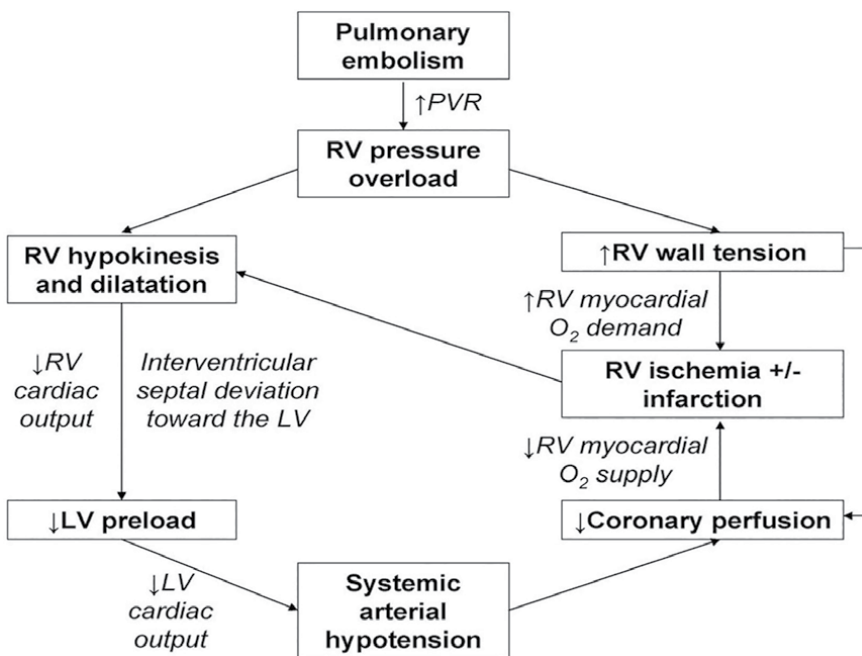 Pulmonary
embolism
↑PVR
RV pressure
overload
RV hypokinesis
and dilatation
↑RV wall tension
↑RV myocardial
O₂ demand
↓RV
cardiac
output
Interventricular
septal deviation
toward the LV
RV ischemia +/-
infarction
↓RV myocardial
O₂ supply
↓LV preload
↓Coronary perfusion
↓LV
cardiac
output
Systemic
arterial
hypotension